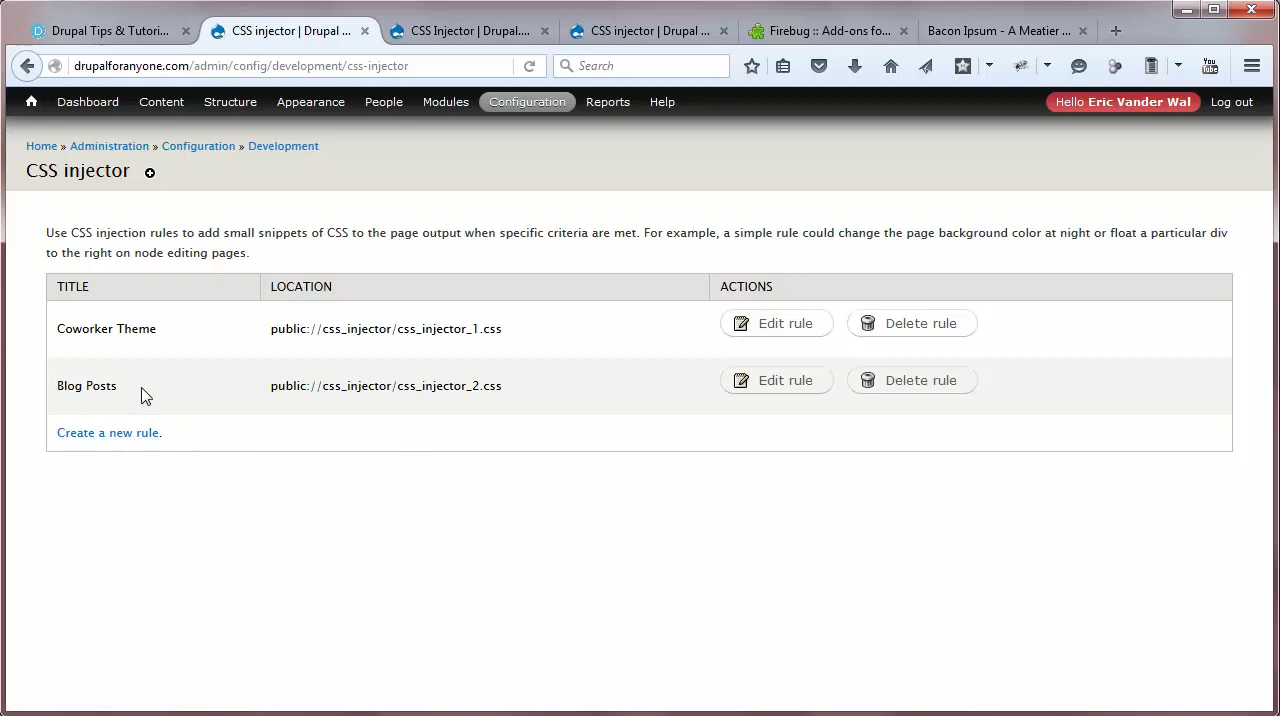 Drupal Tips & Tutori...
CSS injector | Drupal ...
CSS Injector | Drupal....
CSS injector | Drupal ...
Firebug :: Add-ons fo...
Bacon Ipsum - A Meatier ...
drupalforanyone.com/admin/config/development/css-injector
Search
You Tube
Dashboard Content Structure Appearance People Modules Configuration Reports Help
Hello Eric Vander Wal Log out
Home » Administration » Configuration » Development
CSS injector
Use CSS injection rules to add small snippets of CSS to the page output when specific criteria are met. For example, a simple rule could change the page background color at night or float a particular div
to the right on node editing pages.
TITLE LOCATION ACTIONS
Coworker Theme public://css_injector/css_injector_1.css Edit rule Delete rule
Blog Posts public://css_injector/css_injector_2.css Edit rule Delete rule
Create a new rule.